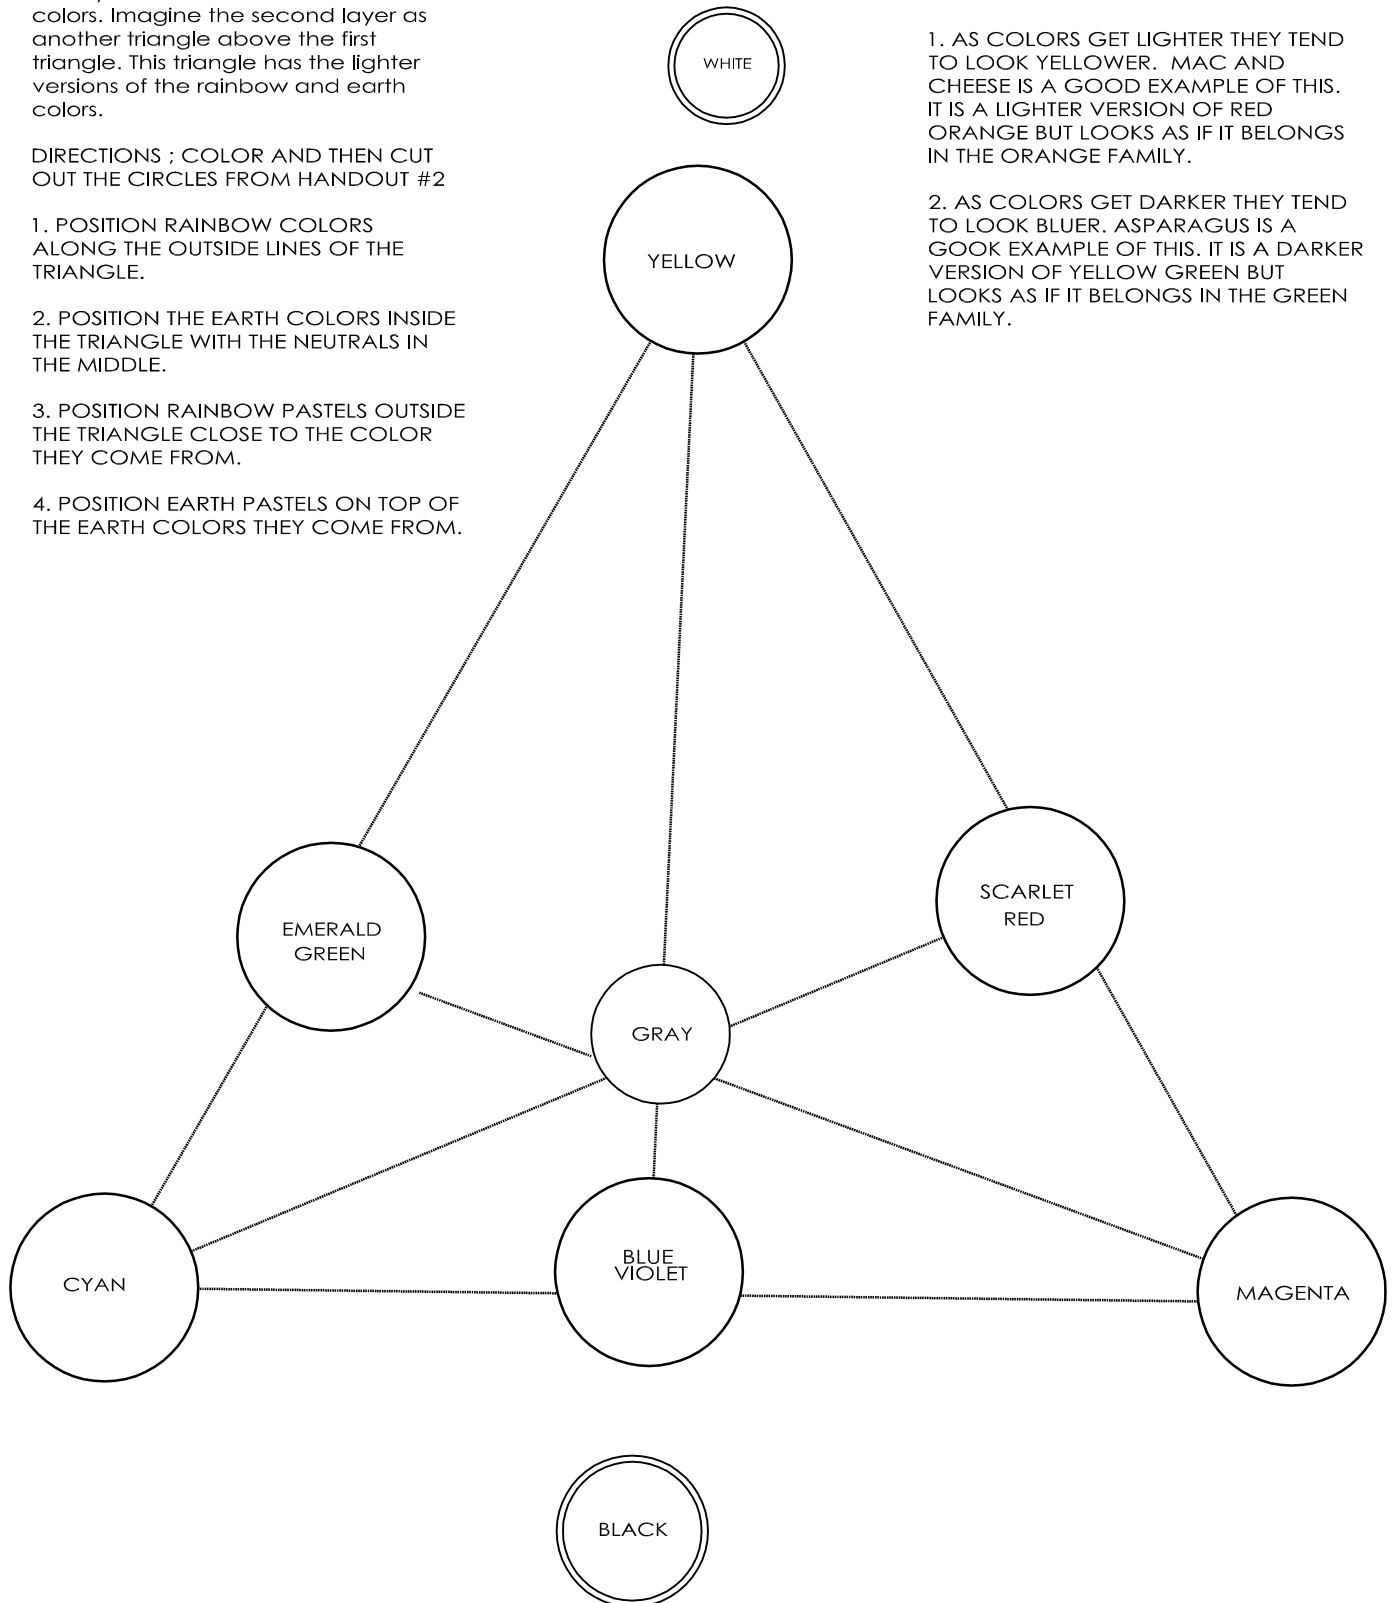 colors. Imagine the second layer as
another triangle above the first
triangle. This triangle has the lighter
versions of the rainbow and earth
colors.
DIRECTIONS ; COLOR AND THEN CUT
OUT THE CIRCLES FROM HANDOUT #2
1. POSITION RAINBOW COLORS
ALONG THE OUTSIDE LINES OF THE
TRIANGLE.
2. POSITION THE EARTH COLORS INSIDE
THE TRIANGLE WITH THE NEUTRALS IN
THE MIDDLE.
3. POSITION RAINBOW PASTELS OUTSIDE
THE TRIANGLE CLOSE TO THE COLOR
THEY COME FROM.
4. POSITION EARTH PASTELS ON TOP OF
THE EARTH COLORS THEY COME FROM.
WHITE
1. AS COLORS GET LIGHTER THEY TEND
TO LOOK YELLOWER. MAC AND
CHEESE IS A GOOD EXAMPLE OF THIS.
IT IS A LIGHTER VERSION OF RED
ORANGE BUT LOOKS AS IF IT BELONGS
IN THE ORANGE FAMILY.
2. AS COLORS GET DARKER THEY TEND
TO LOOK BLUER. ASPARAGUS IS A
GOOK EXAMPLE OF THIS. IT IS A DARKER
VERSION OF YELLOW GREEN BUT
LOOKS AS IF IT BELONGS IN THE GREEN
FAMILY.
YELLOW
EMERALD
GREEN
SCARLET
RED
GRAY
CYAN
BLUE
VIOLET
MAGENTA
BLACK